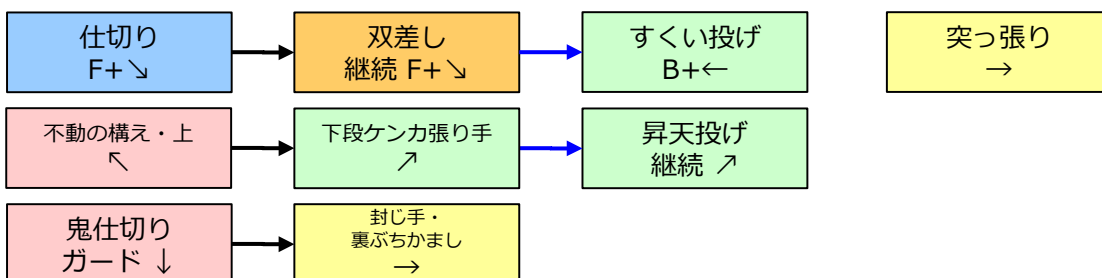 仕切り
F+↘
双差し
継続 F+↘
すくい投げ
B+←
突っ張り
→
不動の構え・上
↖
下段ケンカ張り手
↗
昇天投げ
継続 ↗
鬼仕切り
ガード ↓
封じ手・
裏ぶちかまし
→